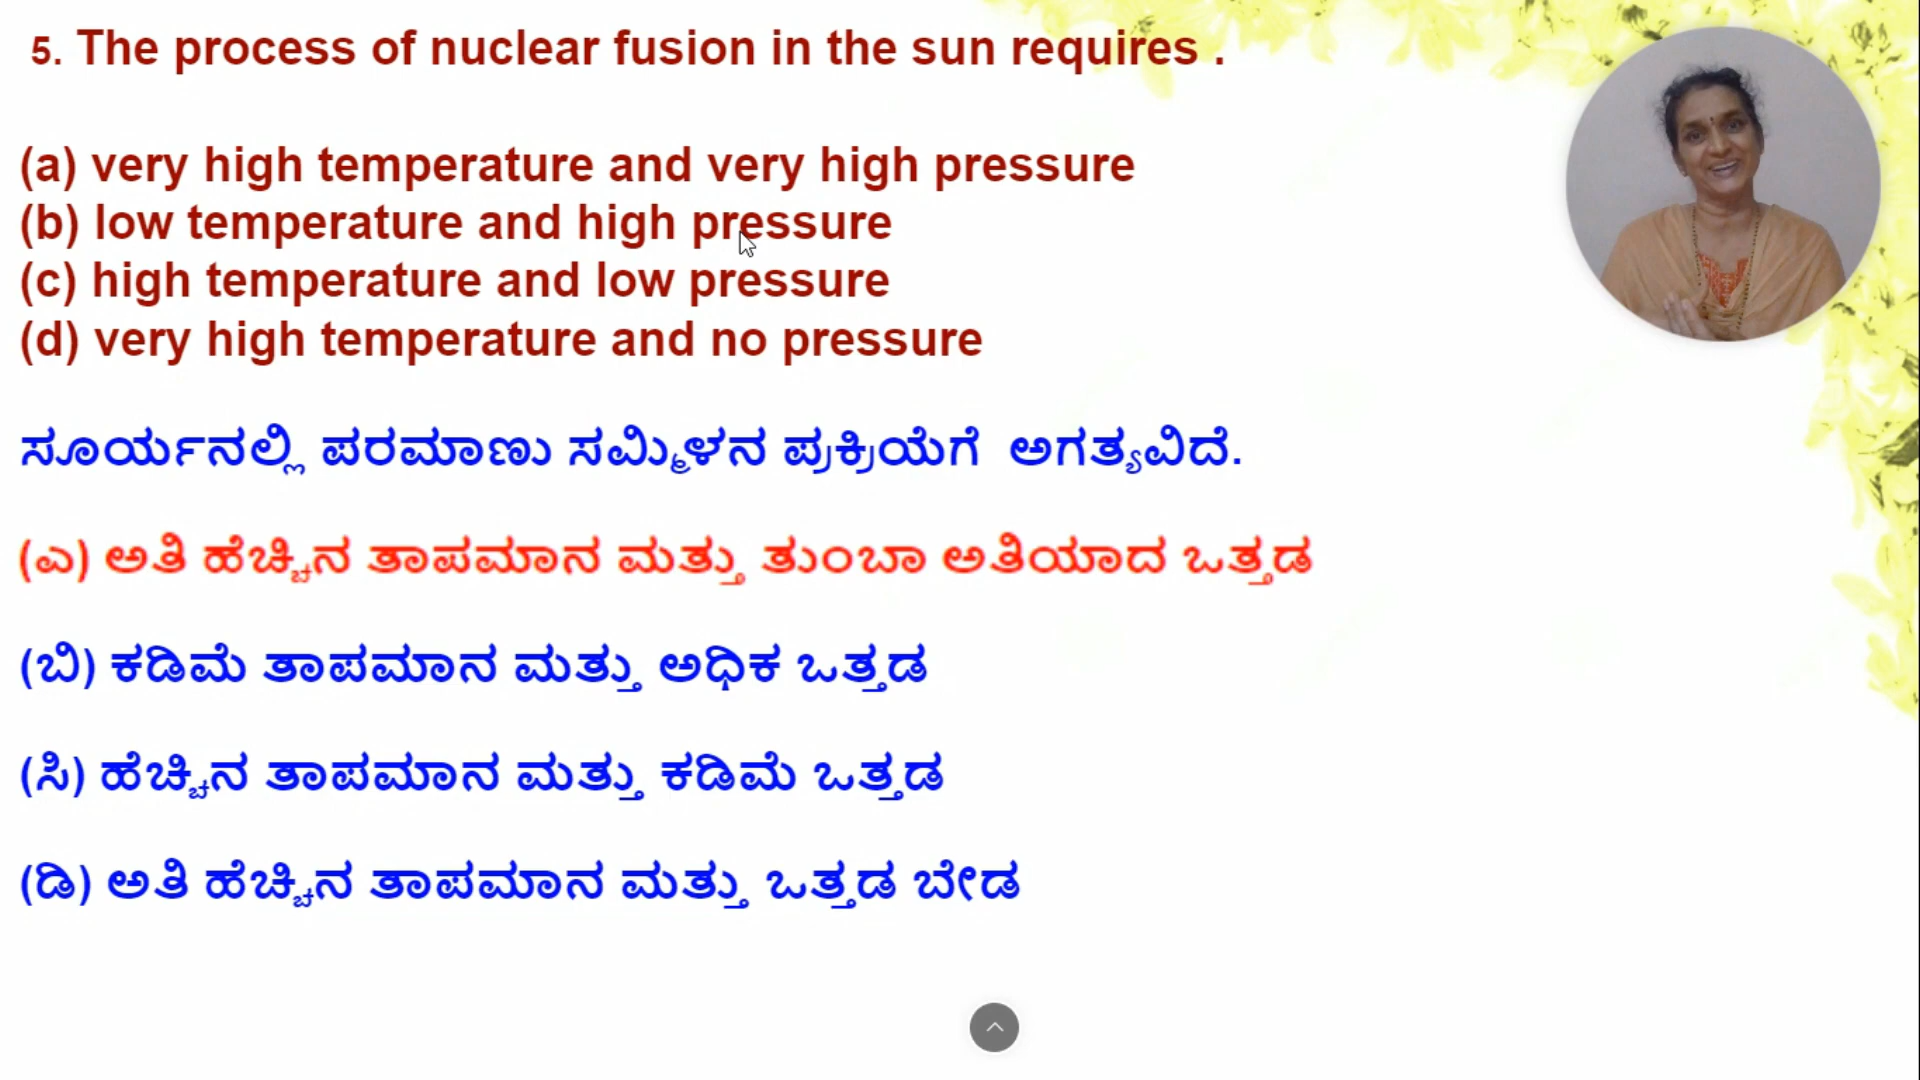 5. The process of nuclear fusion in the sun requires .
(a) very high temperature and very high pressure
(b) low temperature and high pressure
(c) high temperature and low pressure
(d) very high temperature and no pressure
ಸೂರ್ಯನಲ್ಲಿ ಪರಮಾಣು ಸಮ್ಮಿಳನ ಪ್ರಕ್ರಿಯೆಗೆ ಅಗತ್ಯವಿದೆ.
(ಎ) ಅತಿ ಹೆಚ್ಚಿನ ತಾಪಮಾನ ಮತ್ತು ತುಂಬಾ ಅತಿಯಾದ ಒತ್ತಡ
(ಬಿ) ಕಡಿಮೆ ತಾಪಮಾನ ಮತ್ತು ಅಧಿಕ ಒತ್ತಡ
(ಸಿ) ಹೆಚ್ಚಿನ ತಾಪಮಾನ ಮತ್ತು ಕಡಿಮೆ ಒತ್ತಡ
(ಡಿ) ಅತಿ ಹೆಚ್ಚಿನ ತಾಪಮಾನ ಮತ್ತು ಒತ್ತಡ ಬೇಡ